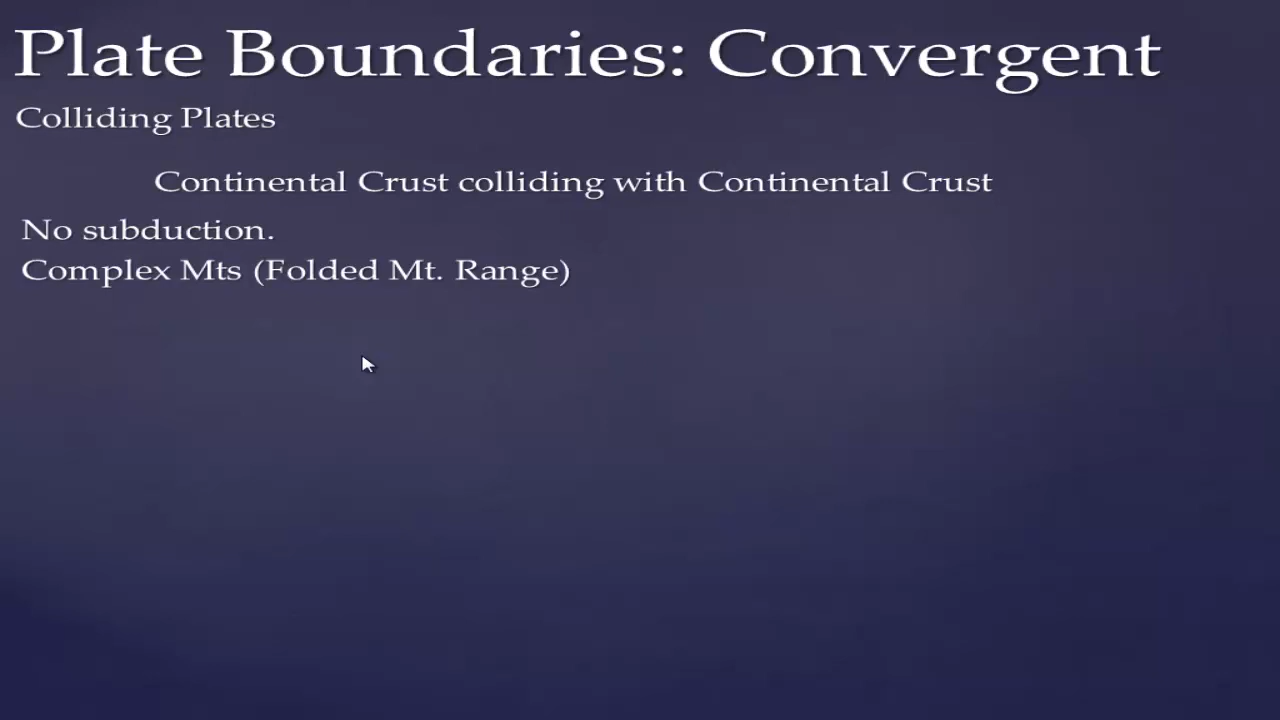 Plate Boundaries: Convergent
Colliding Plates
Continental Crust colliding with Continental Crust
No subduction.
Complex Mts (Folded Mt. Range)